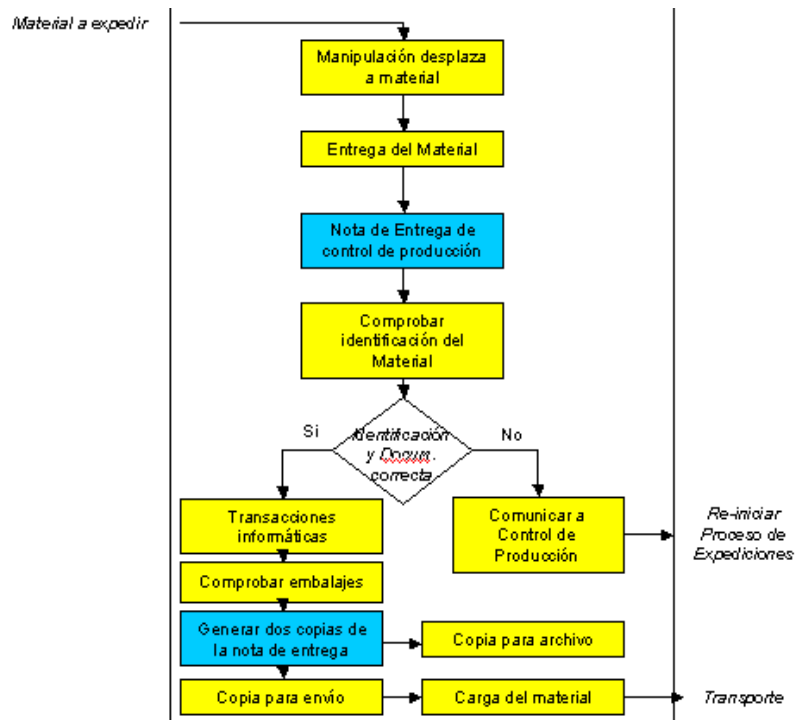 Material a expedir
Manipulación desplaza
a material
Entrega del Material
Nota de Entrega de
control de producción
Comprobar
identificación del
Material
Si
Identificación
y Docum.
correcta
No
Transacciones
informáticas
Comunicar a
Control de
Producción
Re-iniciar
Proceso de
Expediciones
Comprobar embalajes
Generar dos copias de
la nota de entrega
Copia para archivo
Copia para envío
Carga del material
Transporte